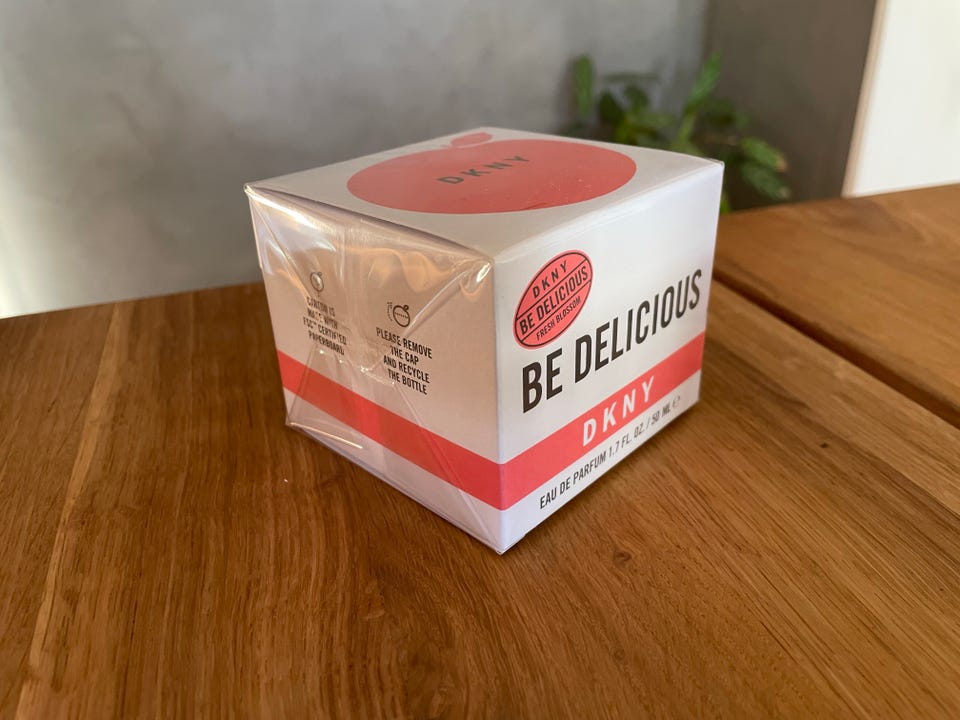 DKNY
DKNY
BE DELICIOUS
FRESH BLOSSOM
BE DELICIOUS
DKNY
EAU DE PARFUM 1.7 FL. OZ. / 50 ML ℮
CARTON IS
MADE WITH
FSC™ CERTIFIED
PAPERBOARD
PLEASE REMOVE
THE CAP
AND RECYCLE
THE BOTTLE